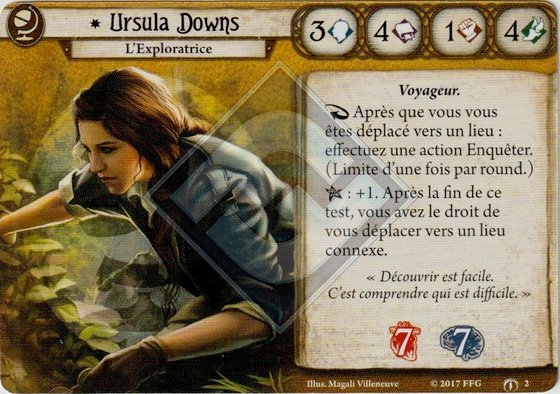 Ursula Downs
L'Exploratrice
3 4 1 4
Voyageur.
Après que vous vous
êtes déplacé vers un lieu :
effectuez une action Enquêter.
(Limite d'une fois par round.)
: +1. Après la fin de ce
test, vous avez le droit de
vous déplacer vers un lieu
connexe.
« Découvrir est facile.
C'est comprendre qui est difficile. »
7 7
Illus. Magali Villeneuve © 2017 FFG 2